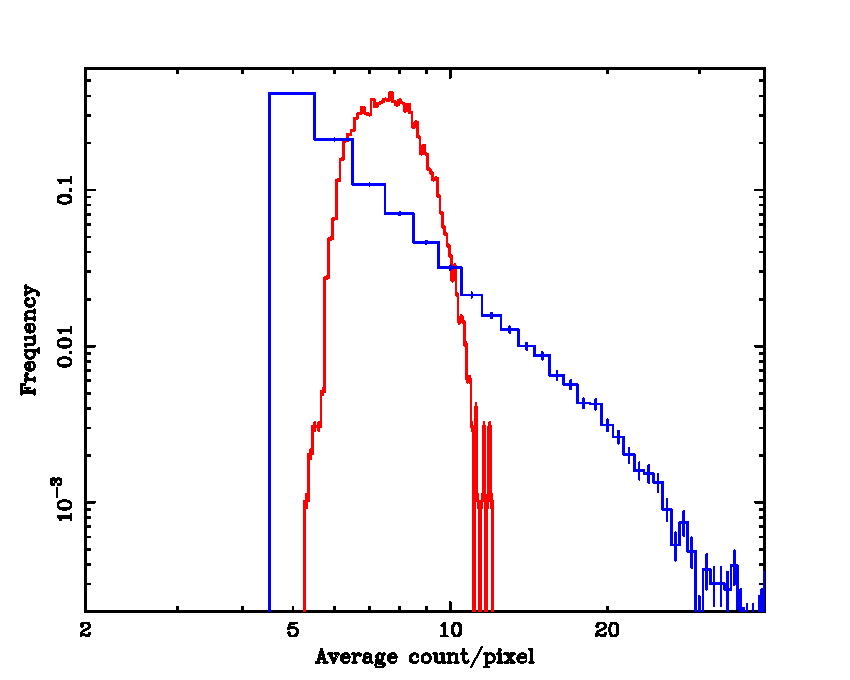 Frequency
0.1
0.01
10⁻³
2 5 10 20
Average count/pixel